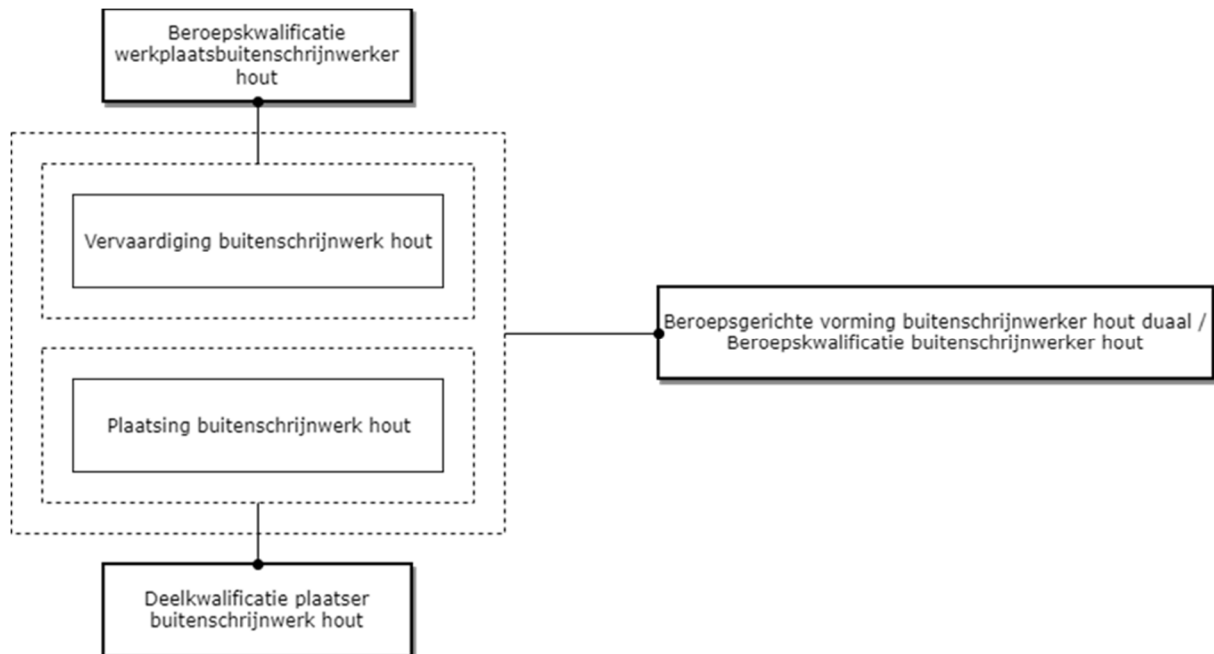 Beroepskwalificatie
werkplaatsbuitenschrijnwerker
hout
Vervaardiging buitenschrijnwerk hout
Plaatsing buitenschrijnwerk hout
Deelkwalificatie plaatser
buitenschrijnwerk hout
Beroepsgerichte vorming buitenschrijnwerker hout duaal /
Beroepskwalificatie buitenschrijnwerker hout